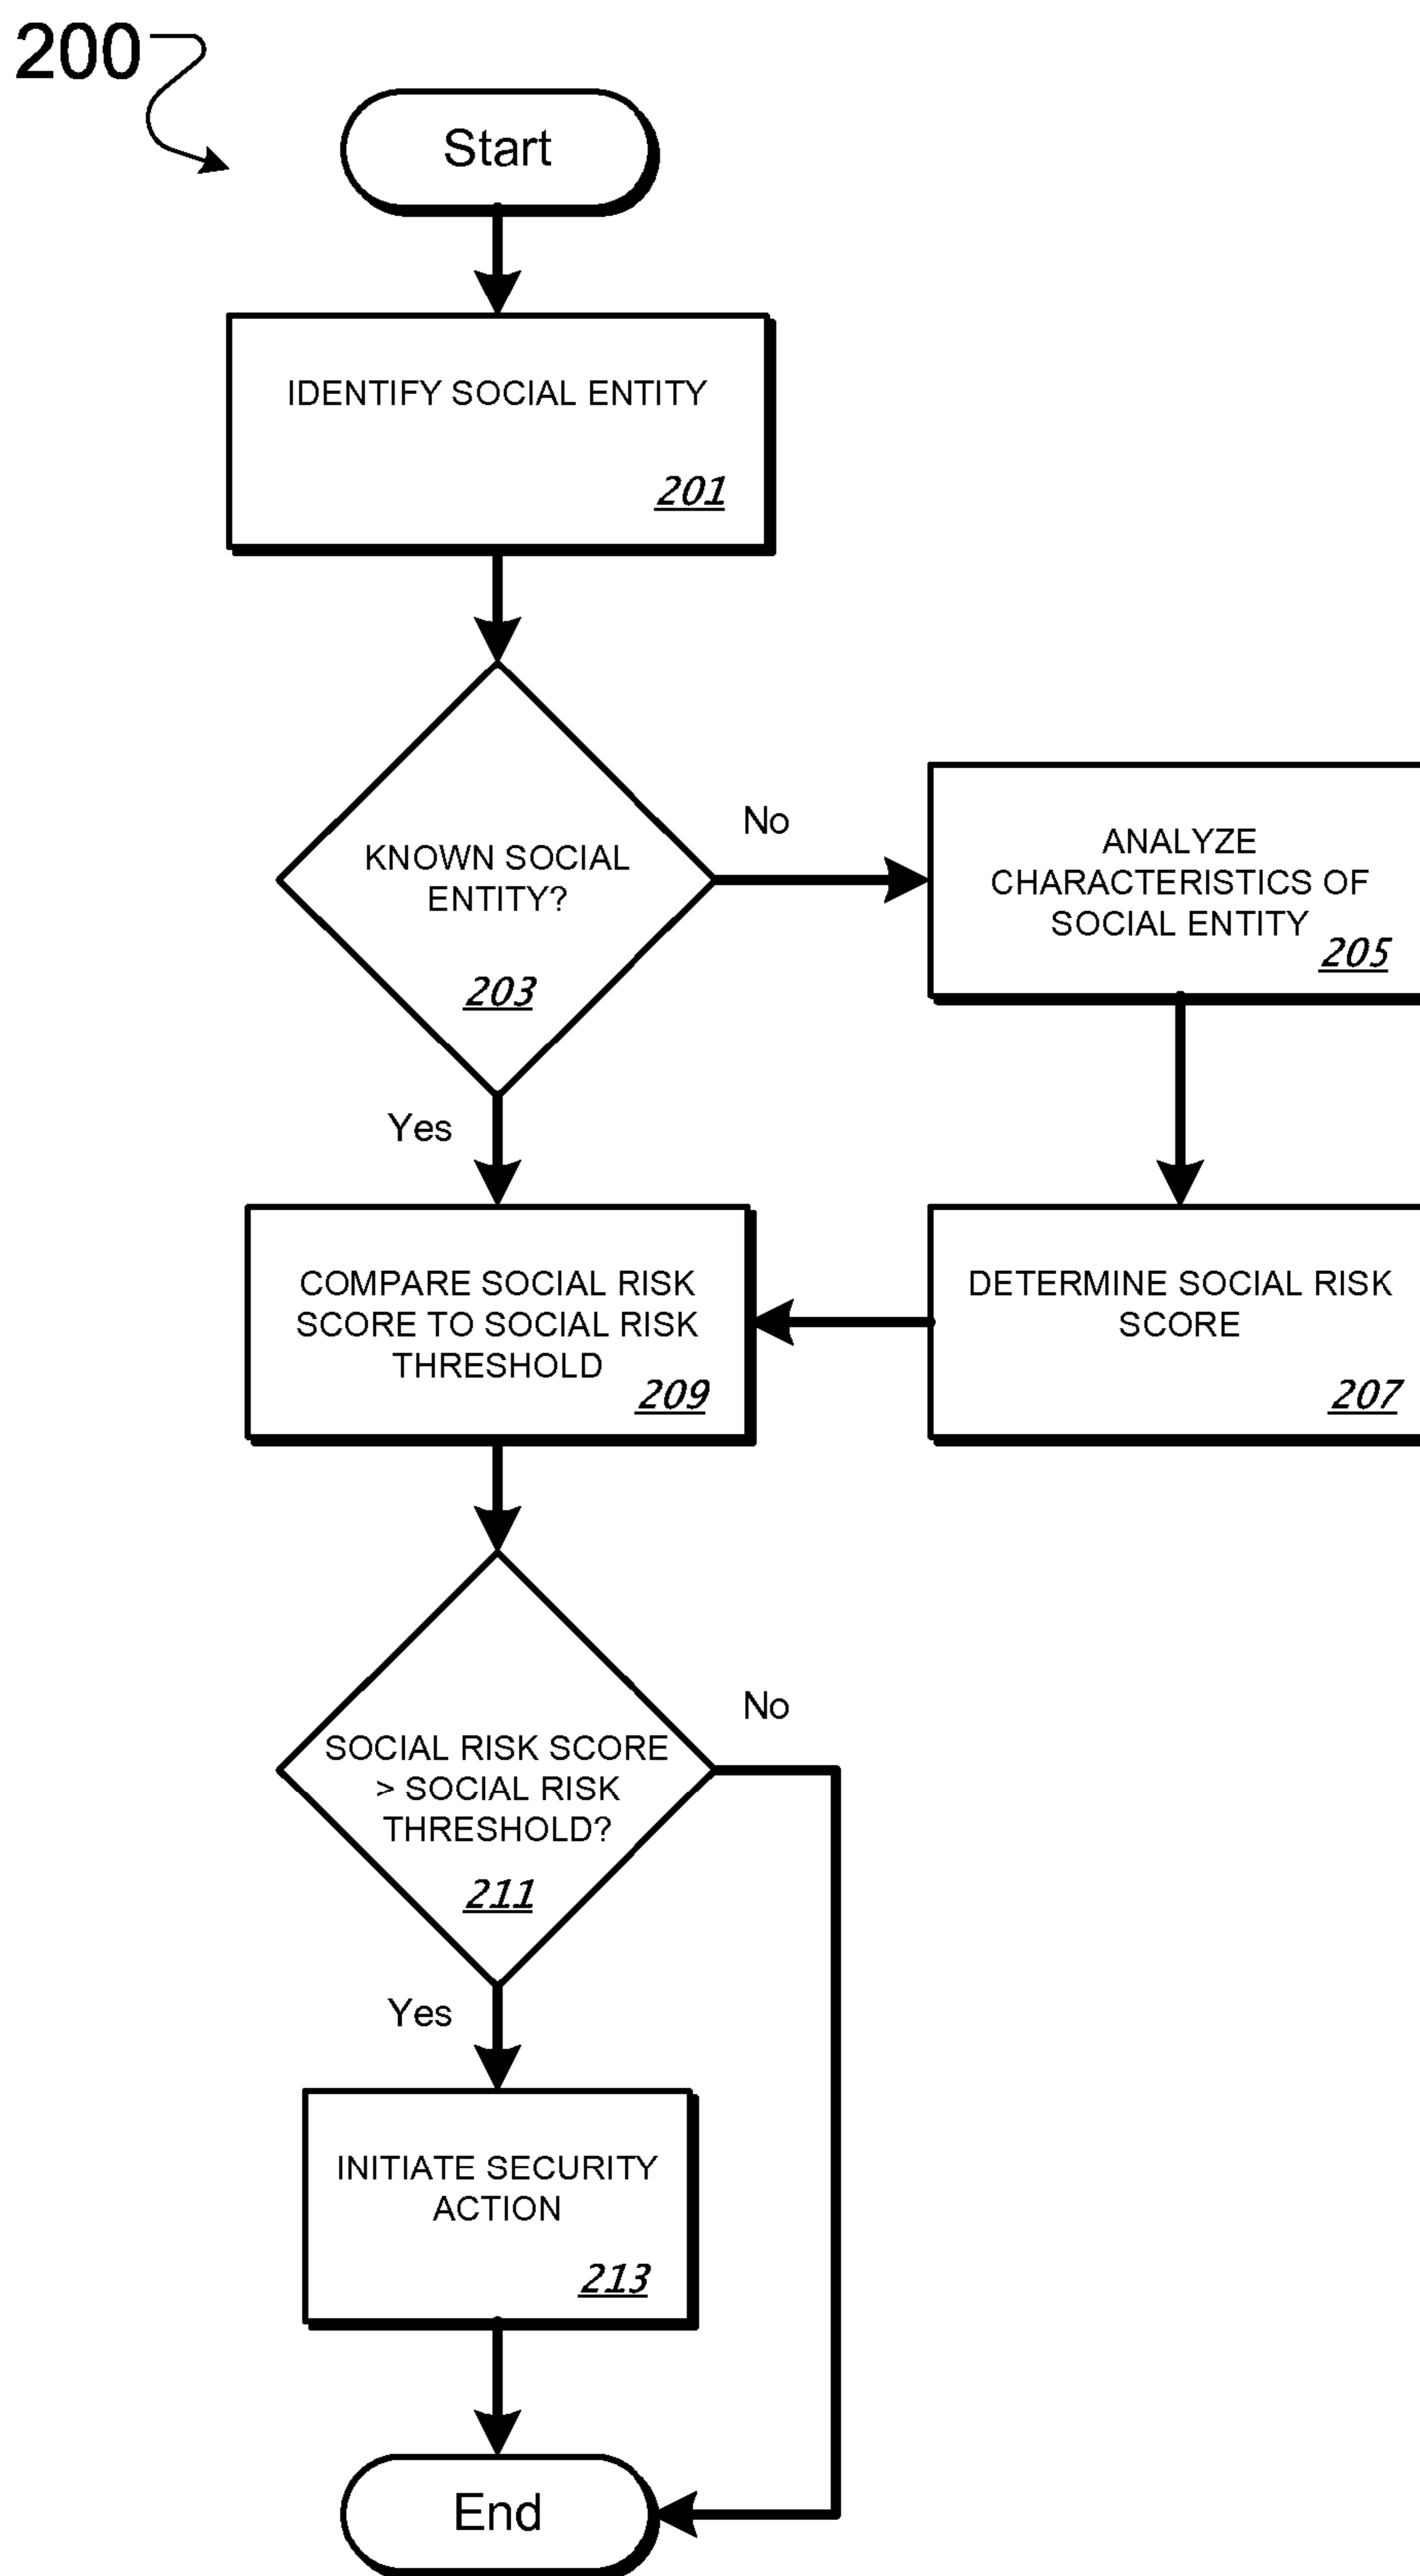 200
Start
IDENTIFY SOCIAL ENTITY
201
KNOWN SOCIAL
ENTITY?
203
No
Yes
ANALYZE
CHARACTERISTICS OF
SOCIAL ENTITY
205
DETERMINE SOCIAL RISK
SCORE
207
COMPARE SOCIAL RISK
SCORE TO SOCIAL RISK
THRESHOLD
209
SOCIAL RISK SCORE
> SOCIAL RISK
THRESHOLD?
211
No
Yes
INITIATE SECURITY
ACTION
213
End